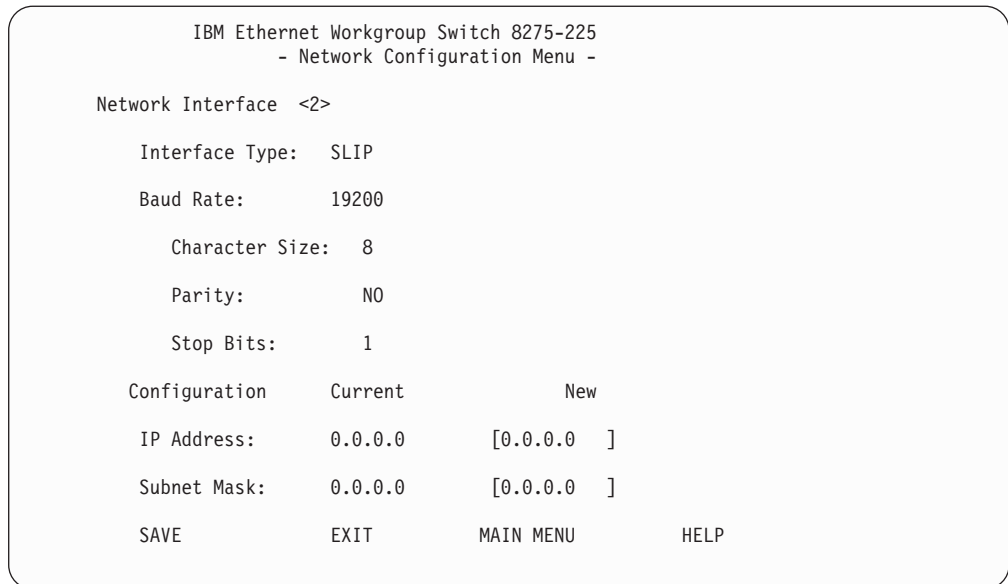 IBM Ethernet Workgroup Switch 8275-225
- Network Configuration Menu -
Network Interface <2>
Interface Type: SLIP
Baud Rate: 19200
Character Size: 8
Parity: NO
Stop Bits: 1
Configuration Current New
IP Address: 0.0.0.0 [0.0.0.0 ]
Subnet Mask: 0.0.0.0 [0.0.0.0 ]
SAVE EXIT MAIN MENU HELP